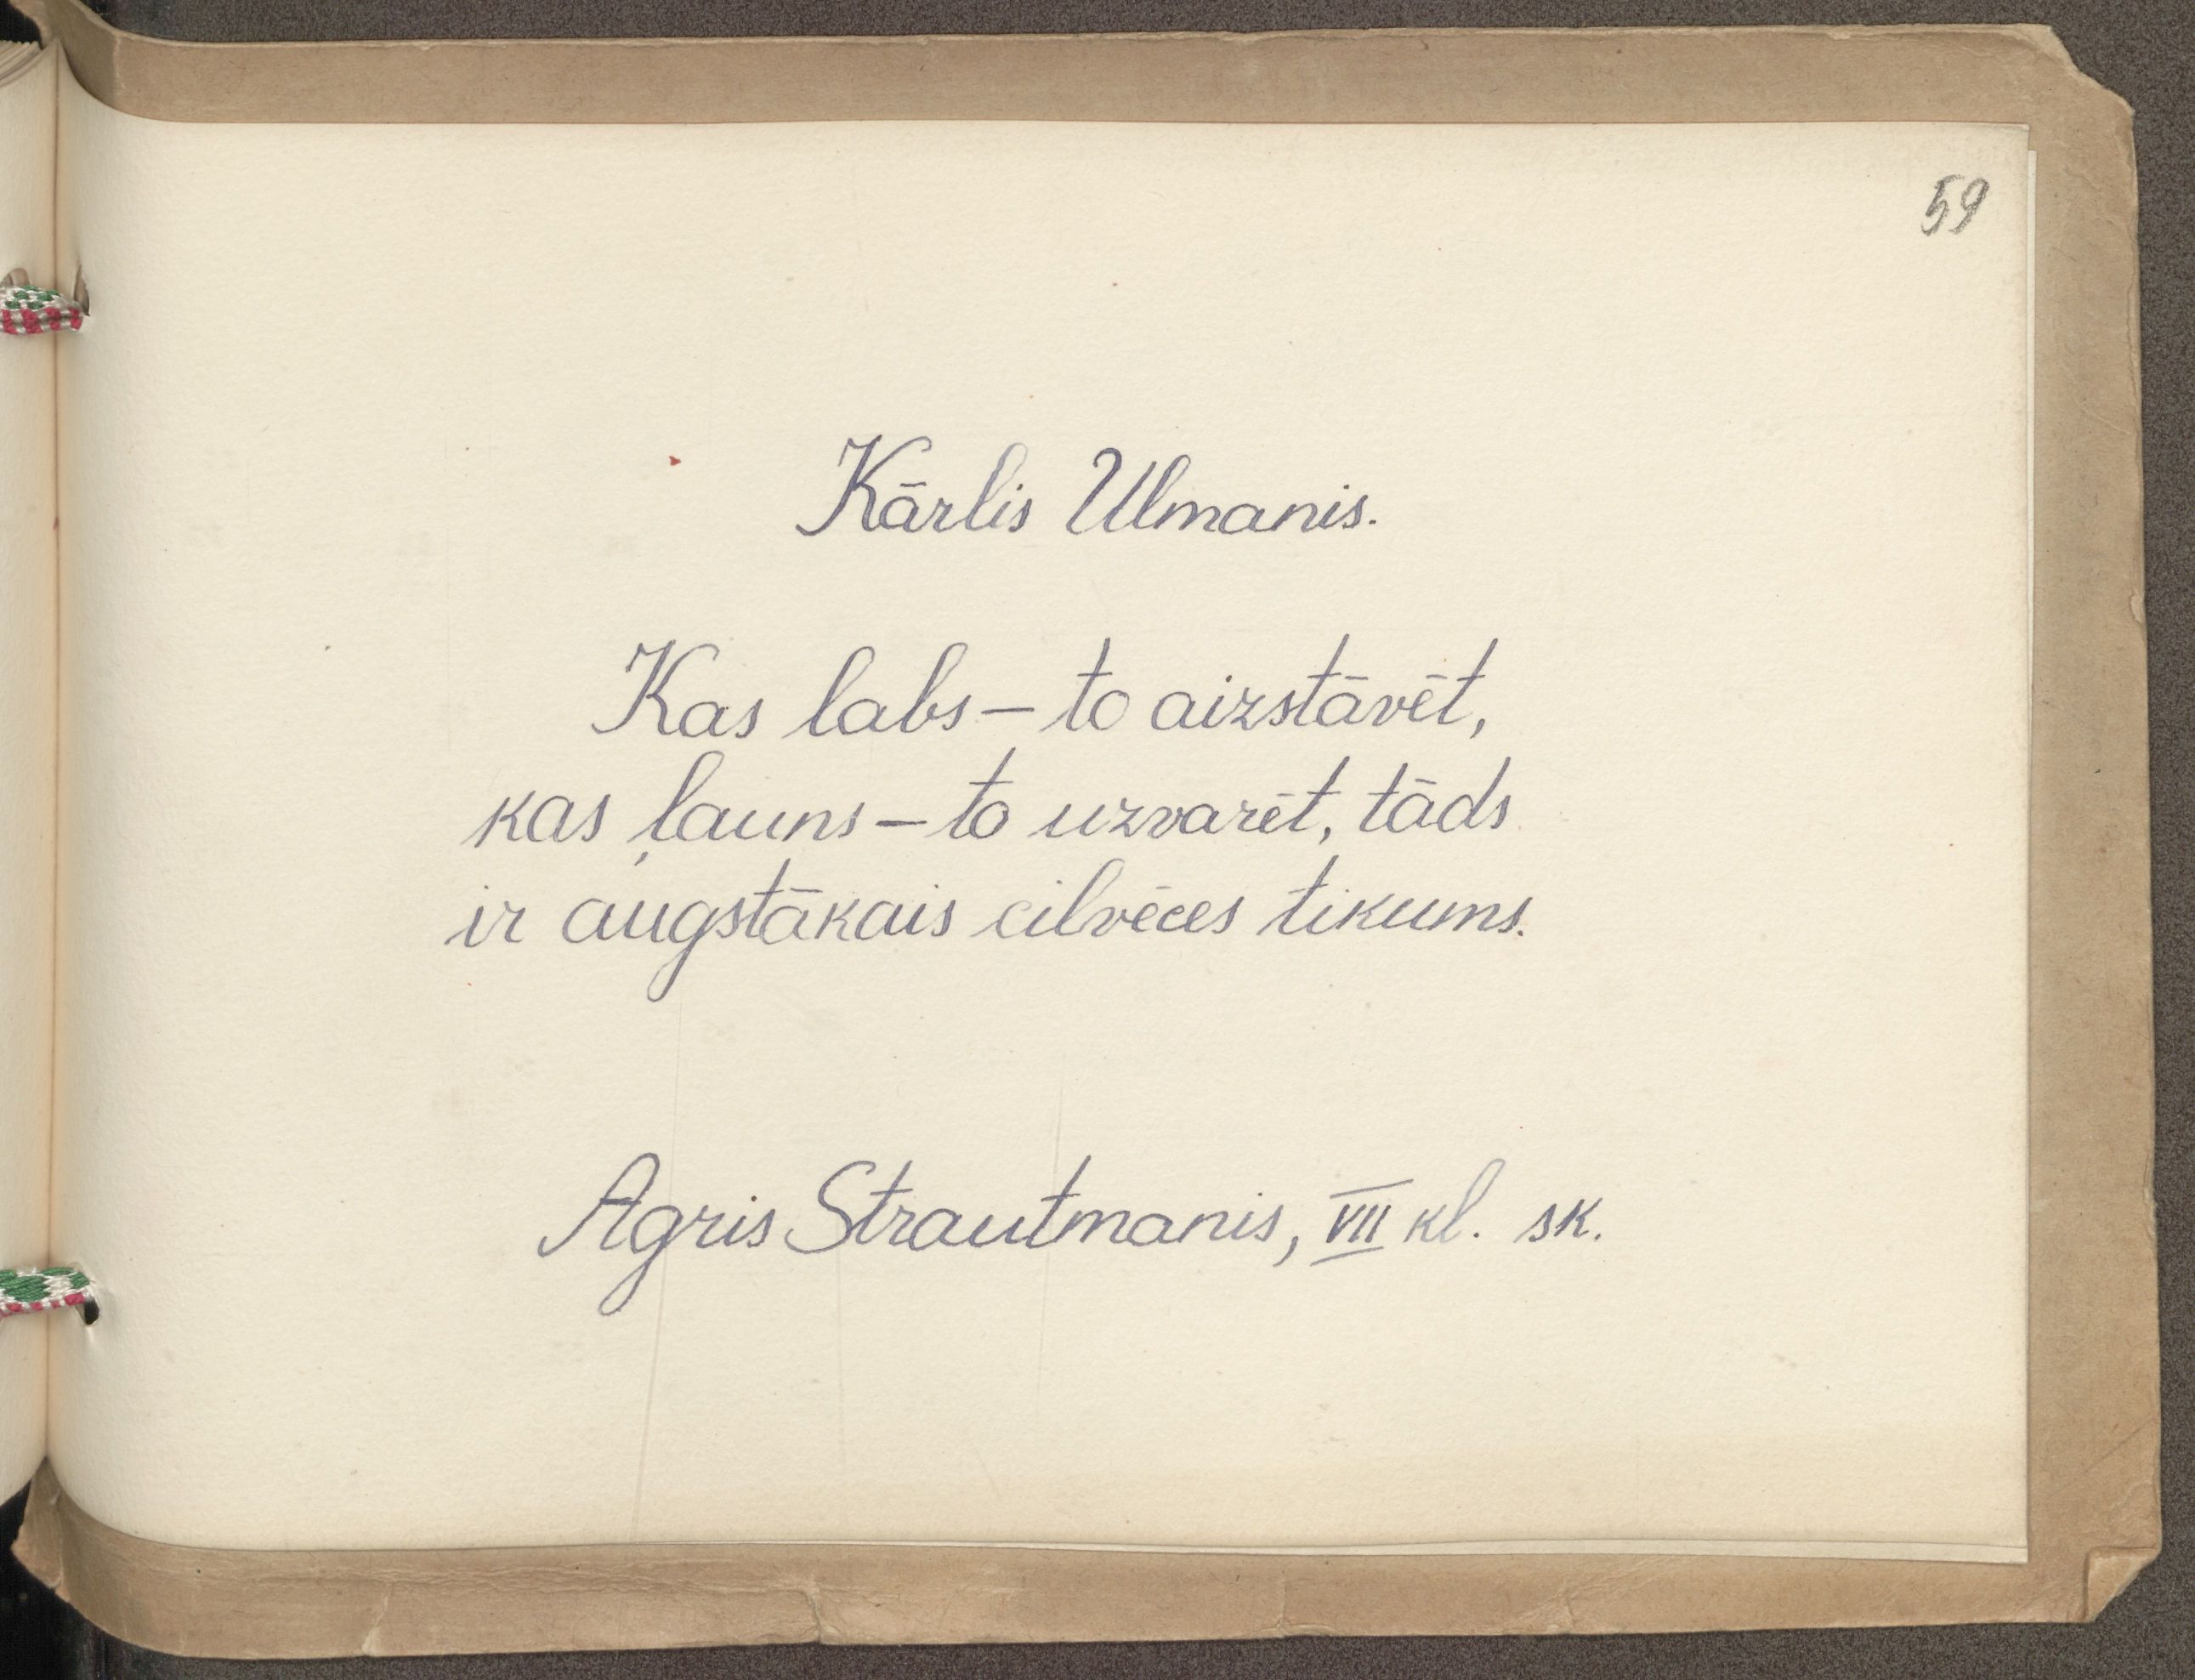 59
Kārlis Ulmanis.
Kas labs – to aizstāvēt,
kas ļauns – to uzvarēt, tāds
ir augstākais cilvēces tikums.
Agris Strautmanis, VII kl. sk.